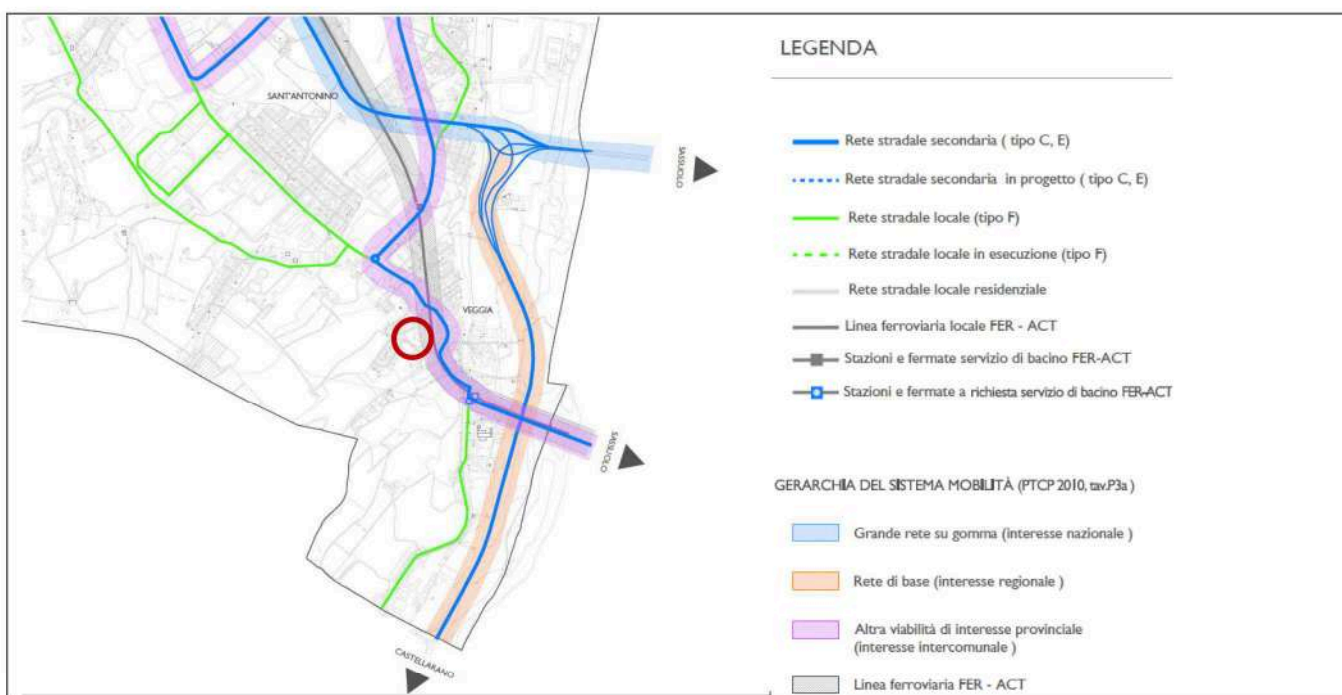 SANT'ANTONINO
SASSUOLO
VEGGIA
SASSUOLO
CASTELLARANO
LEGENDA
Rete stradale secondaria ( tipo C, E)
Rete stradale secondaria in progetto ( tipo C, E)
Rete stradale locale (tipo F)
Rete stradale locale in esecuzione (tipo F)
Rete stradale locale residenziale
Linea ferroviaria locale FER - ACT
Stazioni e fermate servizio di bacino FER-ACT
Stazioni e fermate a richiesta servizio di bacino FER-ACT
GERARCHIA DEL SISTEMA MOBILITÀ (PTCP 2010, tav.P3a )
Grande rete su gomma (interesse nazionale )
Rete di base (interesse regionale )
Altra viabilità di interesse provinciale
(interesse intercomunale )
Linea ferroviaria FER - ACT